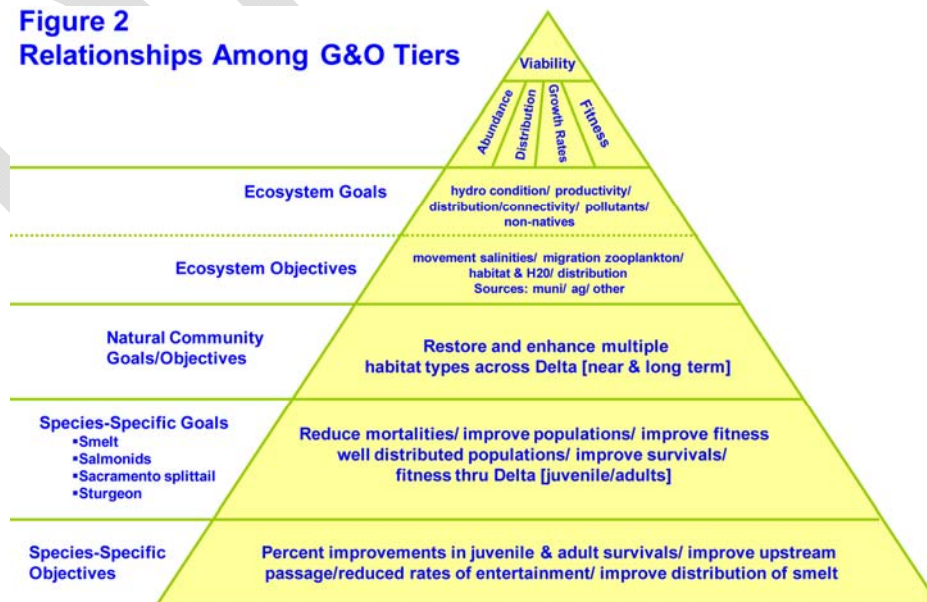 Figure 2
Relationships Among G&O Tiers
Viability
Abundance
Distribution
Growth Rates
Fitness
Ecosystem Goals
hydro condition/ productivity/
distribution/connectivity/ pollutants/
non-natives
Ecosystem Objectives
movement salinities/ migration zooplankton/
habitat & H20/ distribution
Sources: muni/ ag/ other
Natural Community
Goals/Objectives
Restore and enhance multiple
habitat types across Delta [near & long term]
Species-Specific Goals
▪Smelt
▪Salmonids
▪Sacramento splittail
▪Sturgeon
Reduce mortalities/ improve populations/ improve fitness
well distributed populations/ improve survivals/
fitness thru Delta [juvenile/adults]
Species-Specific
Objectives
Percent improvements in juvenile & adult survivals/ improve upstream
passage/reduced rates of entertainment/ improve distribution of smelt